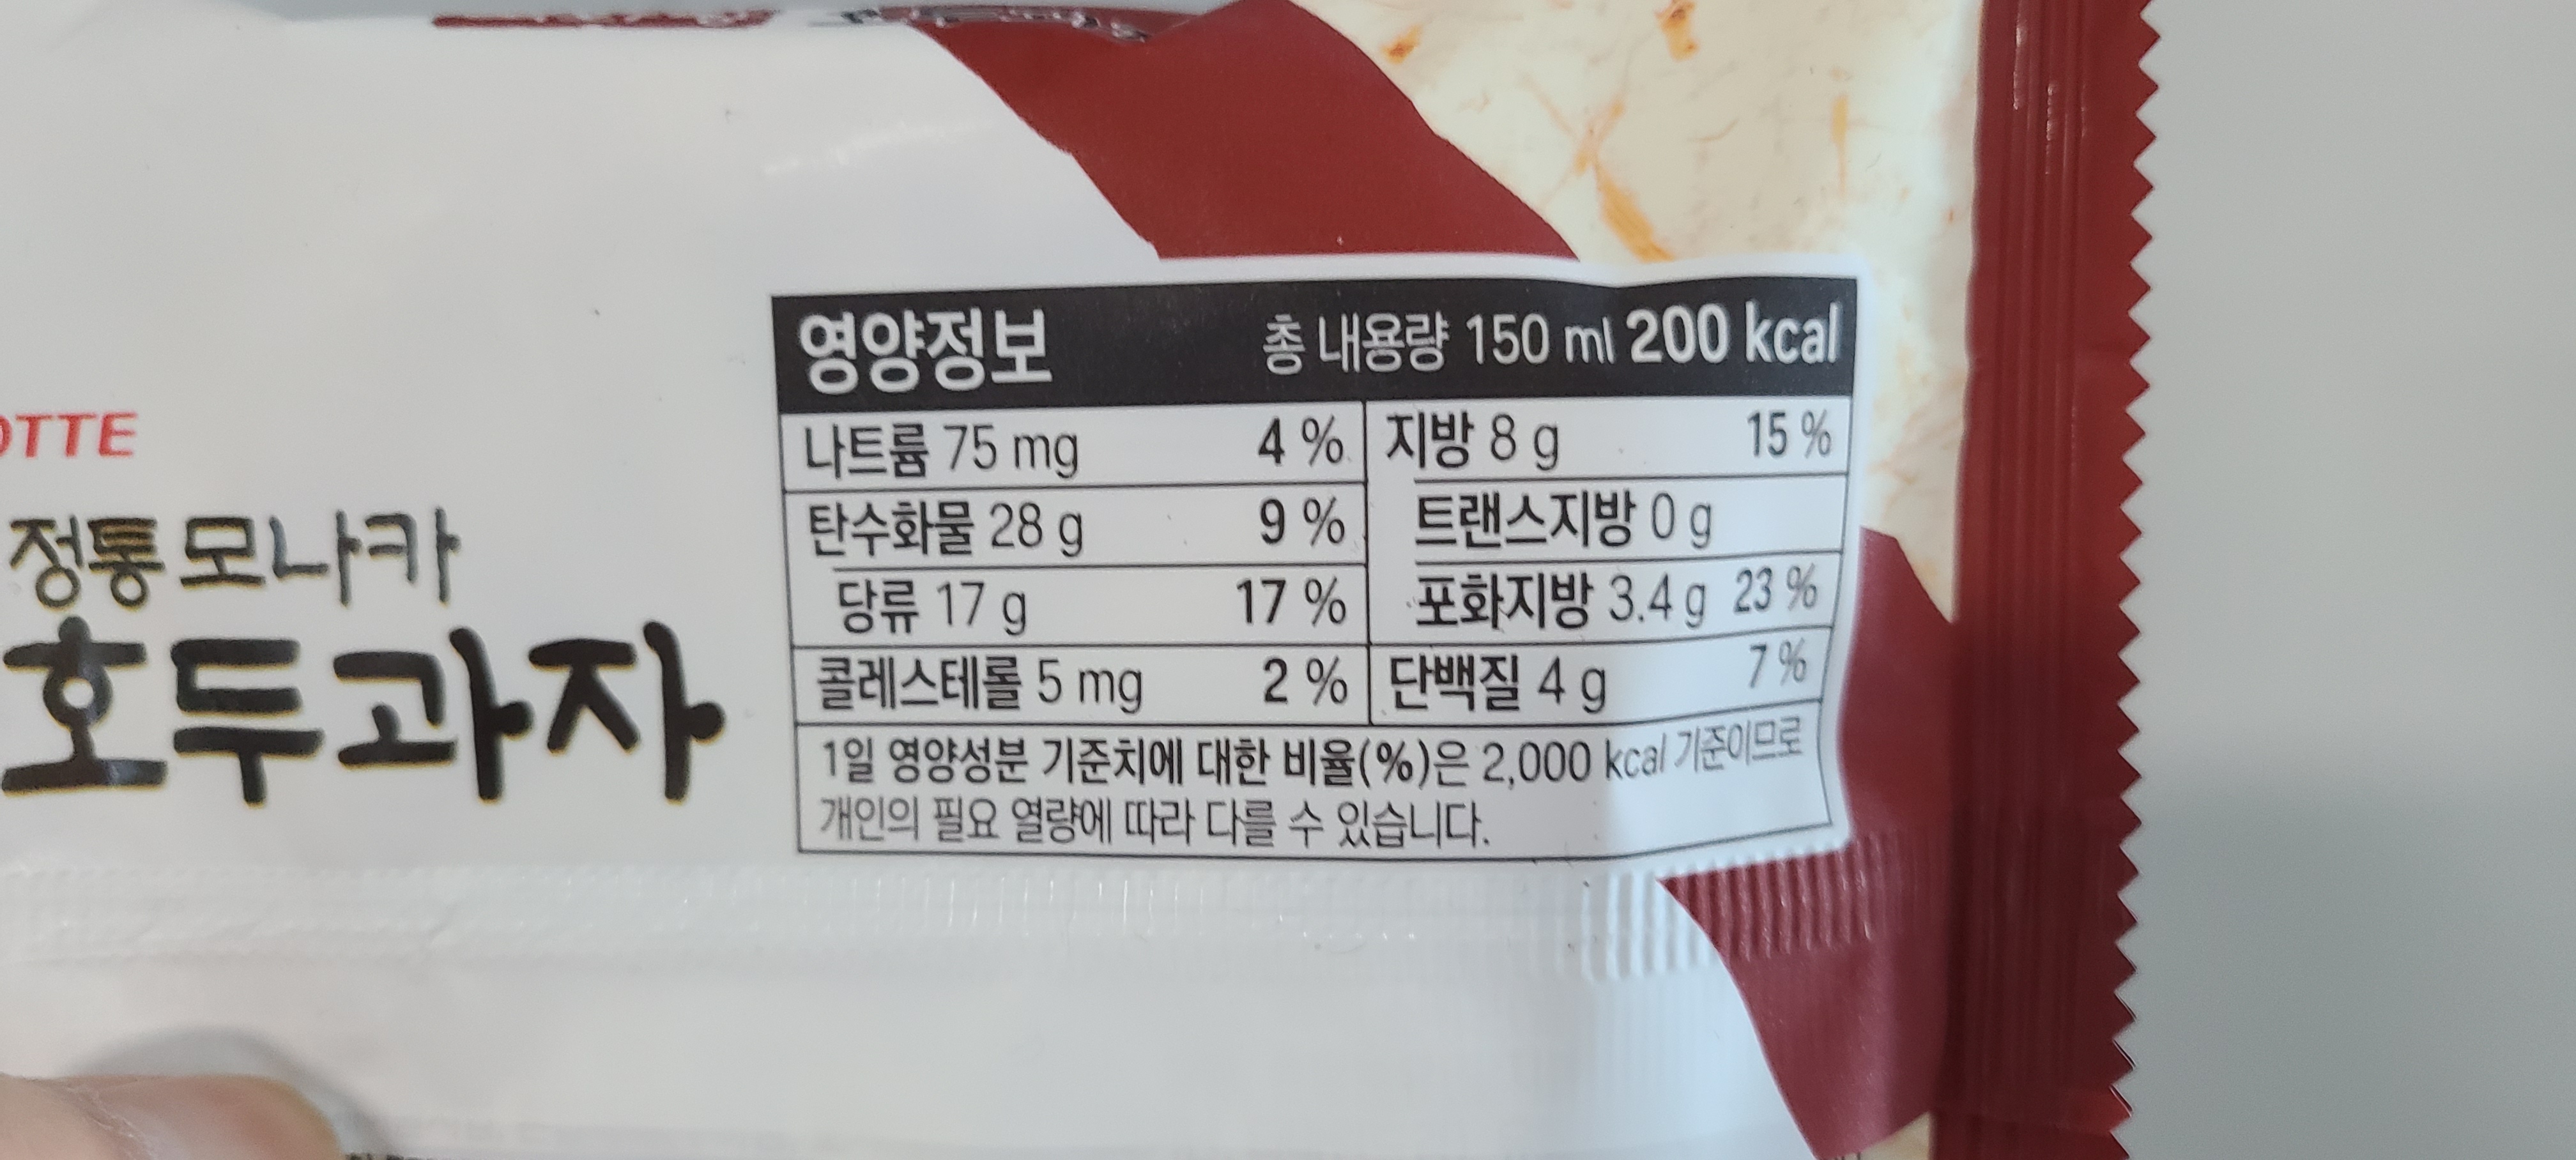 OTTE
정통모나카
호두과자
영양정보 총 내용량 150 ml 200 kcal
나트륨 75 mg 4 % 지방 8 g 15 %
탄수화물 28 g 9 % 트랜스지방 0 g
당류 17 g 17 % 포화지방 3.4 g 23 %
콜레스테롤 5 mg 2 % 단백질 4 g 7 %
1일 영양성분 기준치에 대한 비율(%)은 2,000 kcal 기준이므로
개인의 필요 열량에 따라 다를 수 있습니다.